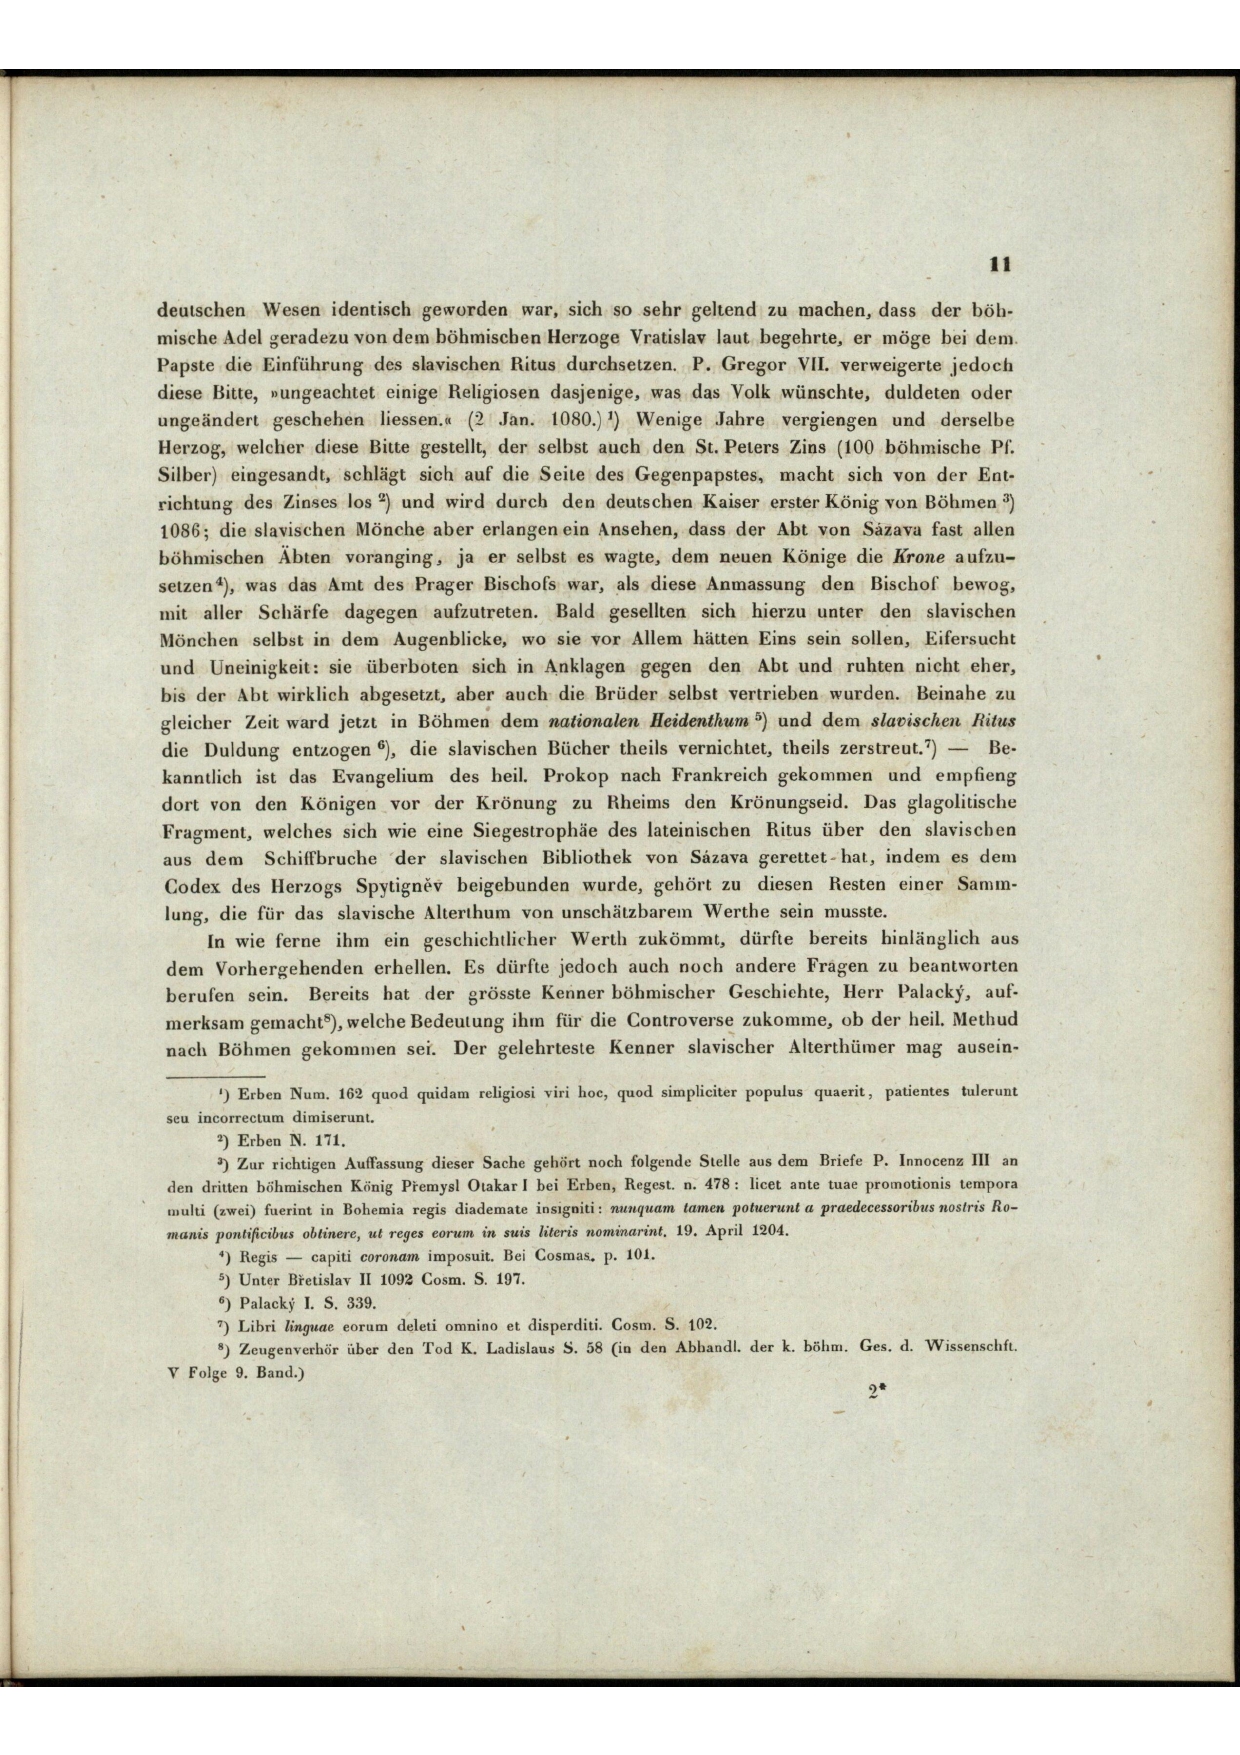 11
deutschen Wesen identisch geworden war, sich so sehr geltend zu machen, dass der böh-
mische Adel geradezu von dem böhmischen Herzoge Vratislav laut begehrte, er möge bei dem
Papste die Einführung des slavischen Ritus durchsetzen. P. Gregor VII. verweigerte jedoch
diese Bitte, »ungeachtet einige Religiosen dasjenige, was das Volk wünschte, duldeten oder
ungeändert geschehen liessen.« (2 Jan. 1080.) ¹) Wenige Jahre vergiengen und derselbe
Herzog, welcher diese Bitte gestellt, der selbst auch den St. Peters Zins (100 böhmische Pf.
Silber) eingesandt, schlägt sich auf die Seite des Gegenpapstes, macht sich von der Ent-
richtung des Zinses los ²) und wird durch den deutschen Kaiser erster König von Böhmen ³)
1086; die slavischen Mönche aber erlangen ein Ansehen, dass der Abt von Sázava fast allen
böhmischen Äbten voranging, ja er selbst es wagte, dem neuen Könige die Krone aufzu-
setzen⁴), was das Amt des Prager Bischofs war, als diese Anmassung den Bischof bewog,
mit aller Schärfe dagegen aufzutreten. Bald gesellten sich hierzu unter den slavischen
Mönchen selbst in dem Augenblicke, wo sie vor Allem hätten Eins sein sollen, Eifersucht
und Uneinigkeit: sie überboten sich in Anklagen gegen den Abt und ruhten nicht eher,
bis der Abt wirklich abgesetzt, aber auch die Brüder selbst vertrieben wurden. Beinahe zu
gleicher Zeit ward jetzt in Böhmen dem nationalen Heidenthum ⁵) und dem slavischen Ritus
die Duldung entzogen ⁶), die slavischen Bücher theils vernichtet, theils zerstreut.⁷) — Be-
kanntlich ist das Evangelium des heil. Prokop nach Frankreich gekommen und empfieng
dort von den Königen vor der Krönung zu Rheims den Krönungseid. Das glagolitische
Fragment, welches sich wie eine Siegestrophäe des lateinischen Ritus über den slavischen
aus dem Schiffbruche der slavischen Bibliothek von Sázava gerettet hat, indem es dem
Codex des Herzogs Spytigněv beigebunden wurde, gehört zu diesen Resten einer Samm-
lung, die für das slavische Alterthum von unschätzbarem Werthe sein musste.
In wie ferne ihm ein geschichtlicher Werth zukömmt, dürfte bereits hinlänglich aus
dem Vorhergehenden erhellen. Es dürfte jedoch auch noch andere Fragen zu beantworten
berufen sein. Bereits hat der grösste Kenner böhmischer Geschichte, Herr Palacký, auf-
merksam gemacht⁸), welche Bedeutung ihm für die Controverse zukomme, ob der heil. Methud
nach Böhmen gekommen sei. Der gelehrteste Kenner slavischer Alterthümer mag ausein-
¹) Erben Num. 162 quod quidam religiosi viri hoc, quod simpliciter populus quaerit, patientes tulerunt
seu incorrectum dimiserunt.
²) Erben N. 171.
³) Zur richtigen Auffassung dieser Sache gehört noch folgende Stelle aus dem Briefe P. Innocenz III an
den dritten böhmischen König Přemysl Otakar I bei Erben, Regest. n. 478: licet ante tuae promotionis tempora
multi (zwei) fuerint in Bohemia regis diademate insigniti: nunquam tamen potuerunt a praedecessoribus nostris Ro-
manis pontificibus obtinere, ut reges eorum in suis literis nominarint. 19. April 1204.
⁴) Regis — capiti coronam imposuit. Bei Cosmas. p. 101.
⁵) Unter Břetislav II 1092 Cosm. S. 197.
⁶) Palacký I. S. 339.
⁷) Libri linguae eorum deleti omnino et disperditi. Cosm. S. 102.
⁸) Zeugenverhör über den Tod K. Ladislaus S. 58 (in den Abhandl. der k. böhm. Ges. d. Wissenschft.
V Folge 9. Band.)
2*